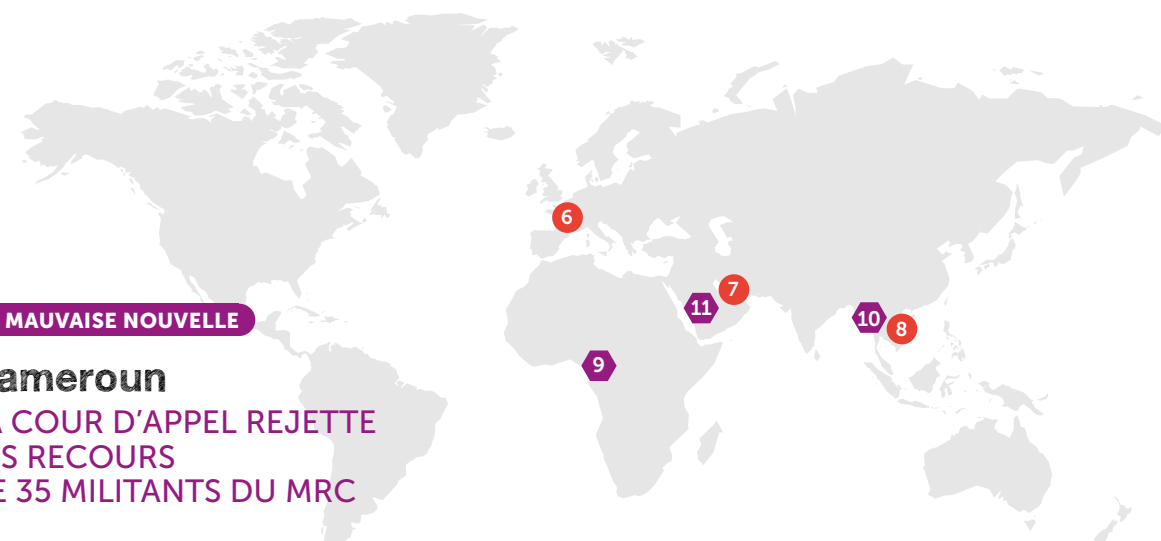 6
7
11
10
8
9
MAUVAISE NOUVELLE
ameroun
COUR D'APPEL REJETTE
S RECOURS
35 MILITANTS DU MRC